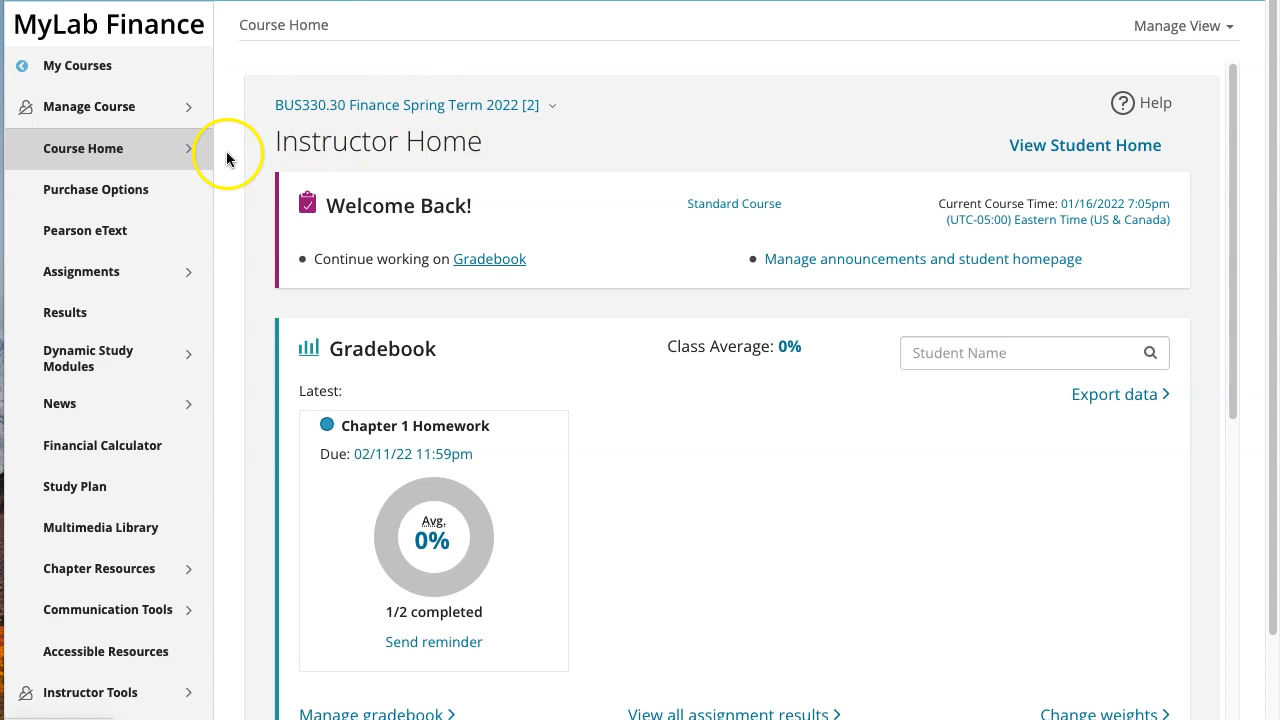 MyLab Finance
Course Home
Manage View
My Courses
Manage Course
Course Home
Purchase Options
Pearson eText
Assignments
Results
Dynamic Study
Modules
News
Financial Calculator
Study Plan
Multimedia Library
Chapter Resources
Communication Tools
Accessible Resources
Instructor Tools
BUS330.30 Finance Spring Term 2022 [2]
? Help
Instructor Home
View Student Home
Welcome Back!
Standard Course
Current Course Time: 01/16/2022 7:05pm
(UTC-05:00) Eastern Time (US & Canada)
• Continue working on Gradebook
• Manage announcements and student homepage
Gradebook
Class Average: 0%
Student Name
Latest:
Export data
Chapter 1 Homework
Due: 02/11/22 11:59pm
Avg.
0%
1/2 completed
Send reminder
Manage gradebook
View all assignment results
Change weights